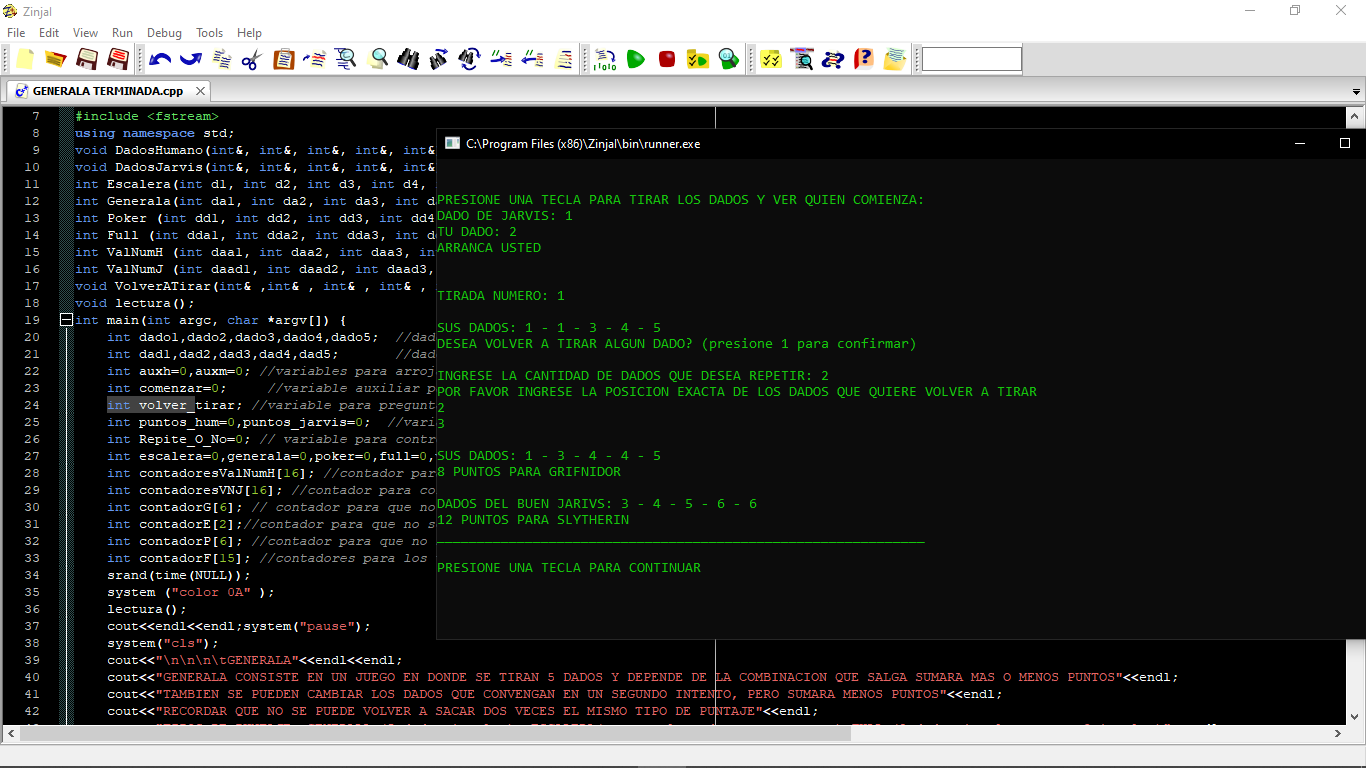 Zinjal
File Edit View Run Debug Tools Help
GENERALA TERMINADA.cpp
7 #include <fstream>
8 using namespace std;
9 void DadosHumano(int&, int&, int&, int&, int&
10 void DadosJarvis(int&, int&, int&, int&, int&
11 int Escalera(int d1, int d2, int d3, int d4,
12 int Generala(int da1, int da2, int da3, int d
13 int Poker (int dd1, int dd2, int dd3, int dd4
14 int Full (int dda1, int dda2, int dda3, int d
15 int ValNumH (int daa1, int daa2, int daa3, in
16 int ValNumJ (int daad1, int daad2, int daad3,
17 void VolverATirar(int& ,int& , int& , int& ,
18 void lectura();
19 int main(int argc, char *argv[]) {
20 int dado1,dado2,dado3,dado4,dado5; //dad
21 int dad1,dad2,dad3,dad4,dad5; //dad
22 int auxh=0,auxm=0; //variables para arroj
23 int comenzar=0; //variable auxiliar p
24 int volver_tirar; //variable para pregunt
25 int puntos_hum=0,puntos_jarvis=0; //vari
26 int Repite_O_No=0; // variable para contr
27 int escalera=0,generala=0,poker=0,full=0,
28 int contadoresValNumH[16]; //contador par
29 int contadoresVNJ[16]; //contador para co
30 int contadorG[6]; // contador para que no
31 int contadorE[2];//contador para que no s
32 int contadorP[6]; //contador para que no
33 int contadorF[15]; //contadores para los
34 srand(time(NULL));
35 system ("color 0A" );
36 lectura();
37 cout<<endl<<endl;system("pause");
38 system("cls");
39 cout<<"\n\n\n\tGENERALA"<<endl<<endl;
40 cout<<"GENERALA CONSISTE EN UN JUEGO EN DONDE SE TIRAN 5 DADOS Y DEPENDE DE LA COMBINACION QUE SALGA SUMARA MAS O MENOS PUNTOS"<<endl;
41 cout<<"TAMBIEN SE PUEDEN CAMBIAR LOS DADOS QUE CONVENGAN EN UN SEGUNDO INTENTO, PERO SUMARA MENOS PUNTOS"<<endl;
42 cout<<"RECORDAR QUE NO SE PUEDE VOLVER A SACAR DOS VECES EL MISMO TIPO DE PUNTAJE"<<endl;
C:\Program Files (x86)\Zinjal\bin\runner.exe
PRESIONE UNA TECLA PARA TIRAR LOS DADOS Y VER QUIEN COMIENZA:
DADO DE JARVIS: 1
TU DADO: 2
ARRANCA USTED
TIRADA NUMERO: 1
SUS DADOS: 1 - 1 - 3 - 4 - 5
DESEA VOLVER A TIRAR ALGUN DADO? (presione 1 para confirmar)
INGRESE LA CANTIDAD DE DADOS QUE DESEA REPETIR: 2
POR FAVOR INGRESE LA POSICION EXACTA DE LOS DADOS QUE QUIERE VOLVER A TIRAR
2
3
SUS DADOS: 1 - 3 - 4 - 4 - 5
8 PUNTOS PARA GRIFNIDOR
DADOS DEL BUEN JARIVS: 3 - 4 - 5 - 6 - 6
12 PUNTOS PARA SLYTHERIN
PRESIONE UNA TECLA PARA CONTINUAR